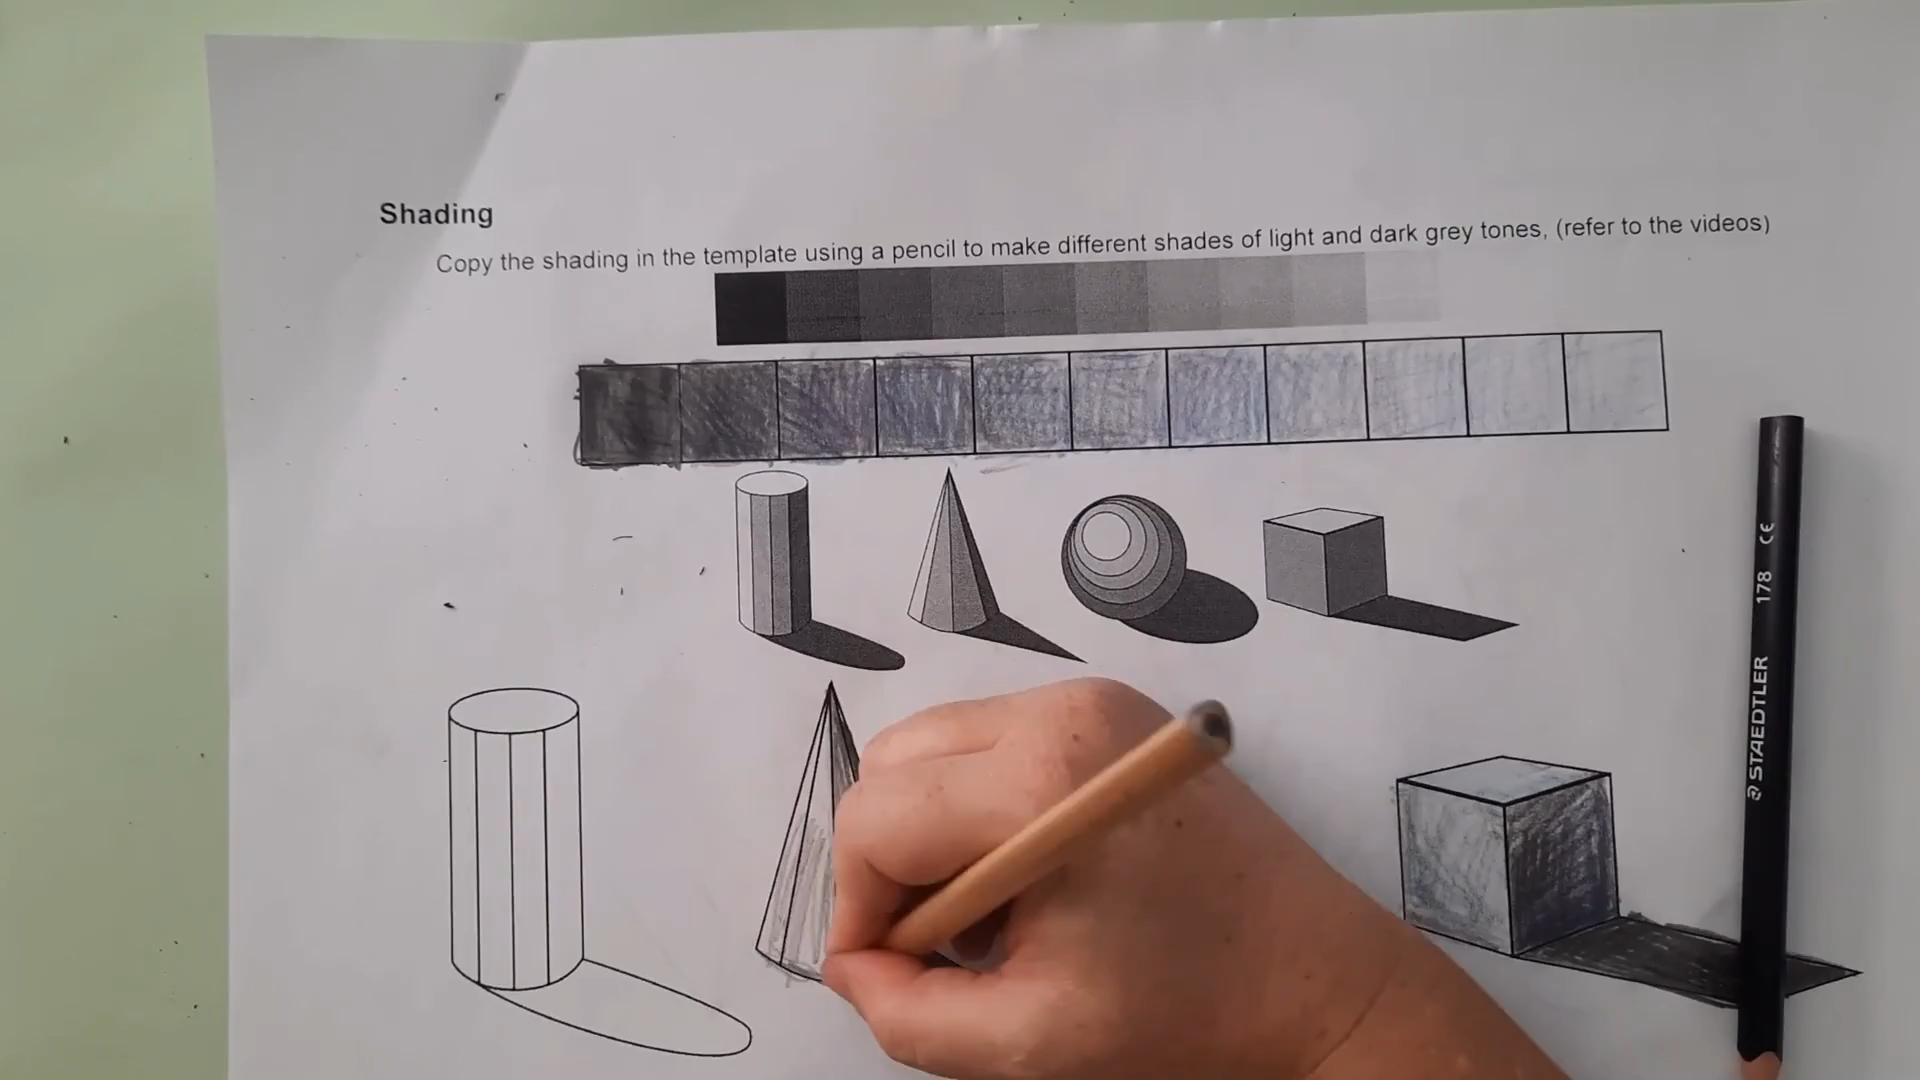 Shading
Copy the shading in the template using a pencil to make different shades of light and dark grey tones, (refer to the videos)
STAEDTLER 178 CE